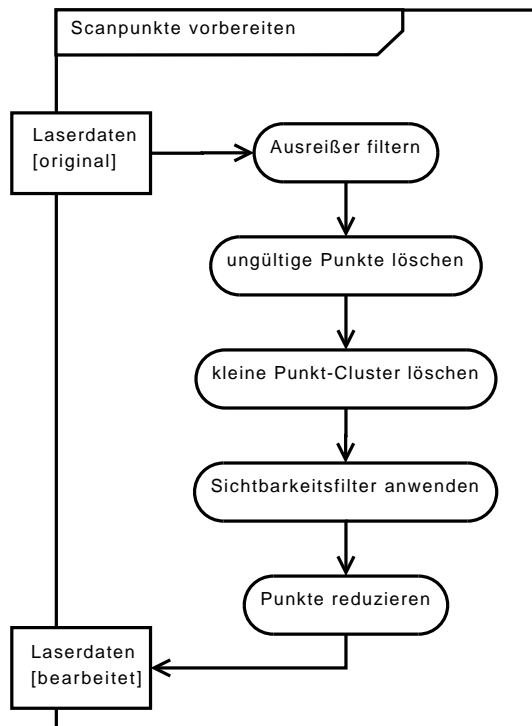 Scanpunkte vorbereiten
Laserdaten
[original]
Ausreißer filtern
ungültige Punkte löschen
kleine Punkt-Cluster löschen
Sichtbarkeitsfilter anwenden
Punkte reduzieren
Laserdaten
[bearbeitet]